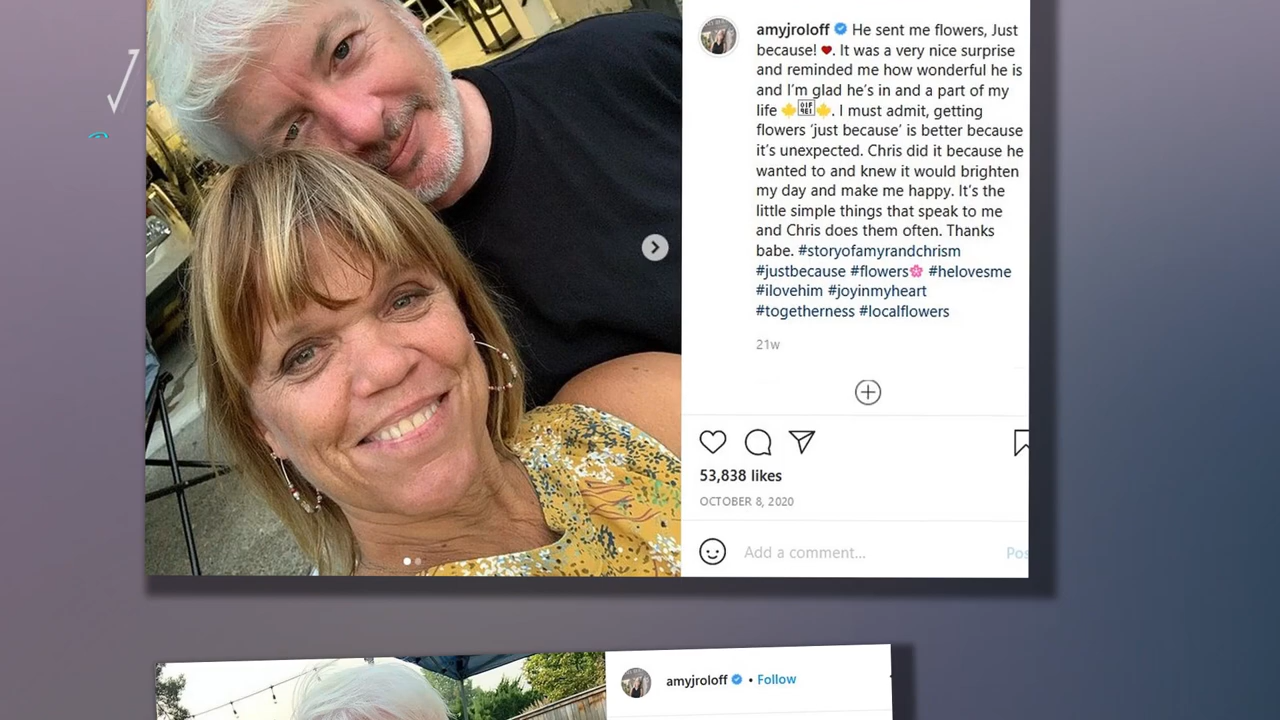 amyjroloff He sent me flowers, Just
because! ♥. It was a very nice surprise
and reminded me how wonderful he is
and I'm glad he's in and a part of my
life 🍁🍁. I must admit, getting
flowers 'just because' is better because
it's unexpected. Chris did it because he
wanted to and knew it would brighten
my day and make me happy. It's the
little simple things that speak to me
and Chris does them often. Thanks
babe. #storyofamyrandchrism
#justbecause #flowers🌸 #helovesme
#ilovehim #joyinmyheart
#togetherness #localflowers
21w
53,838 likes
OCTOBER 8, 2020
Add a comment... Pos
amyjroloff • Follow